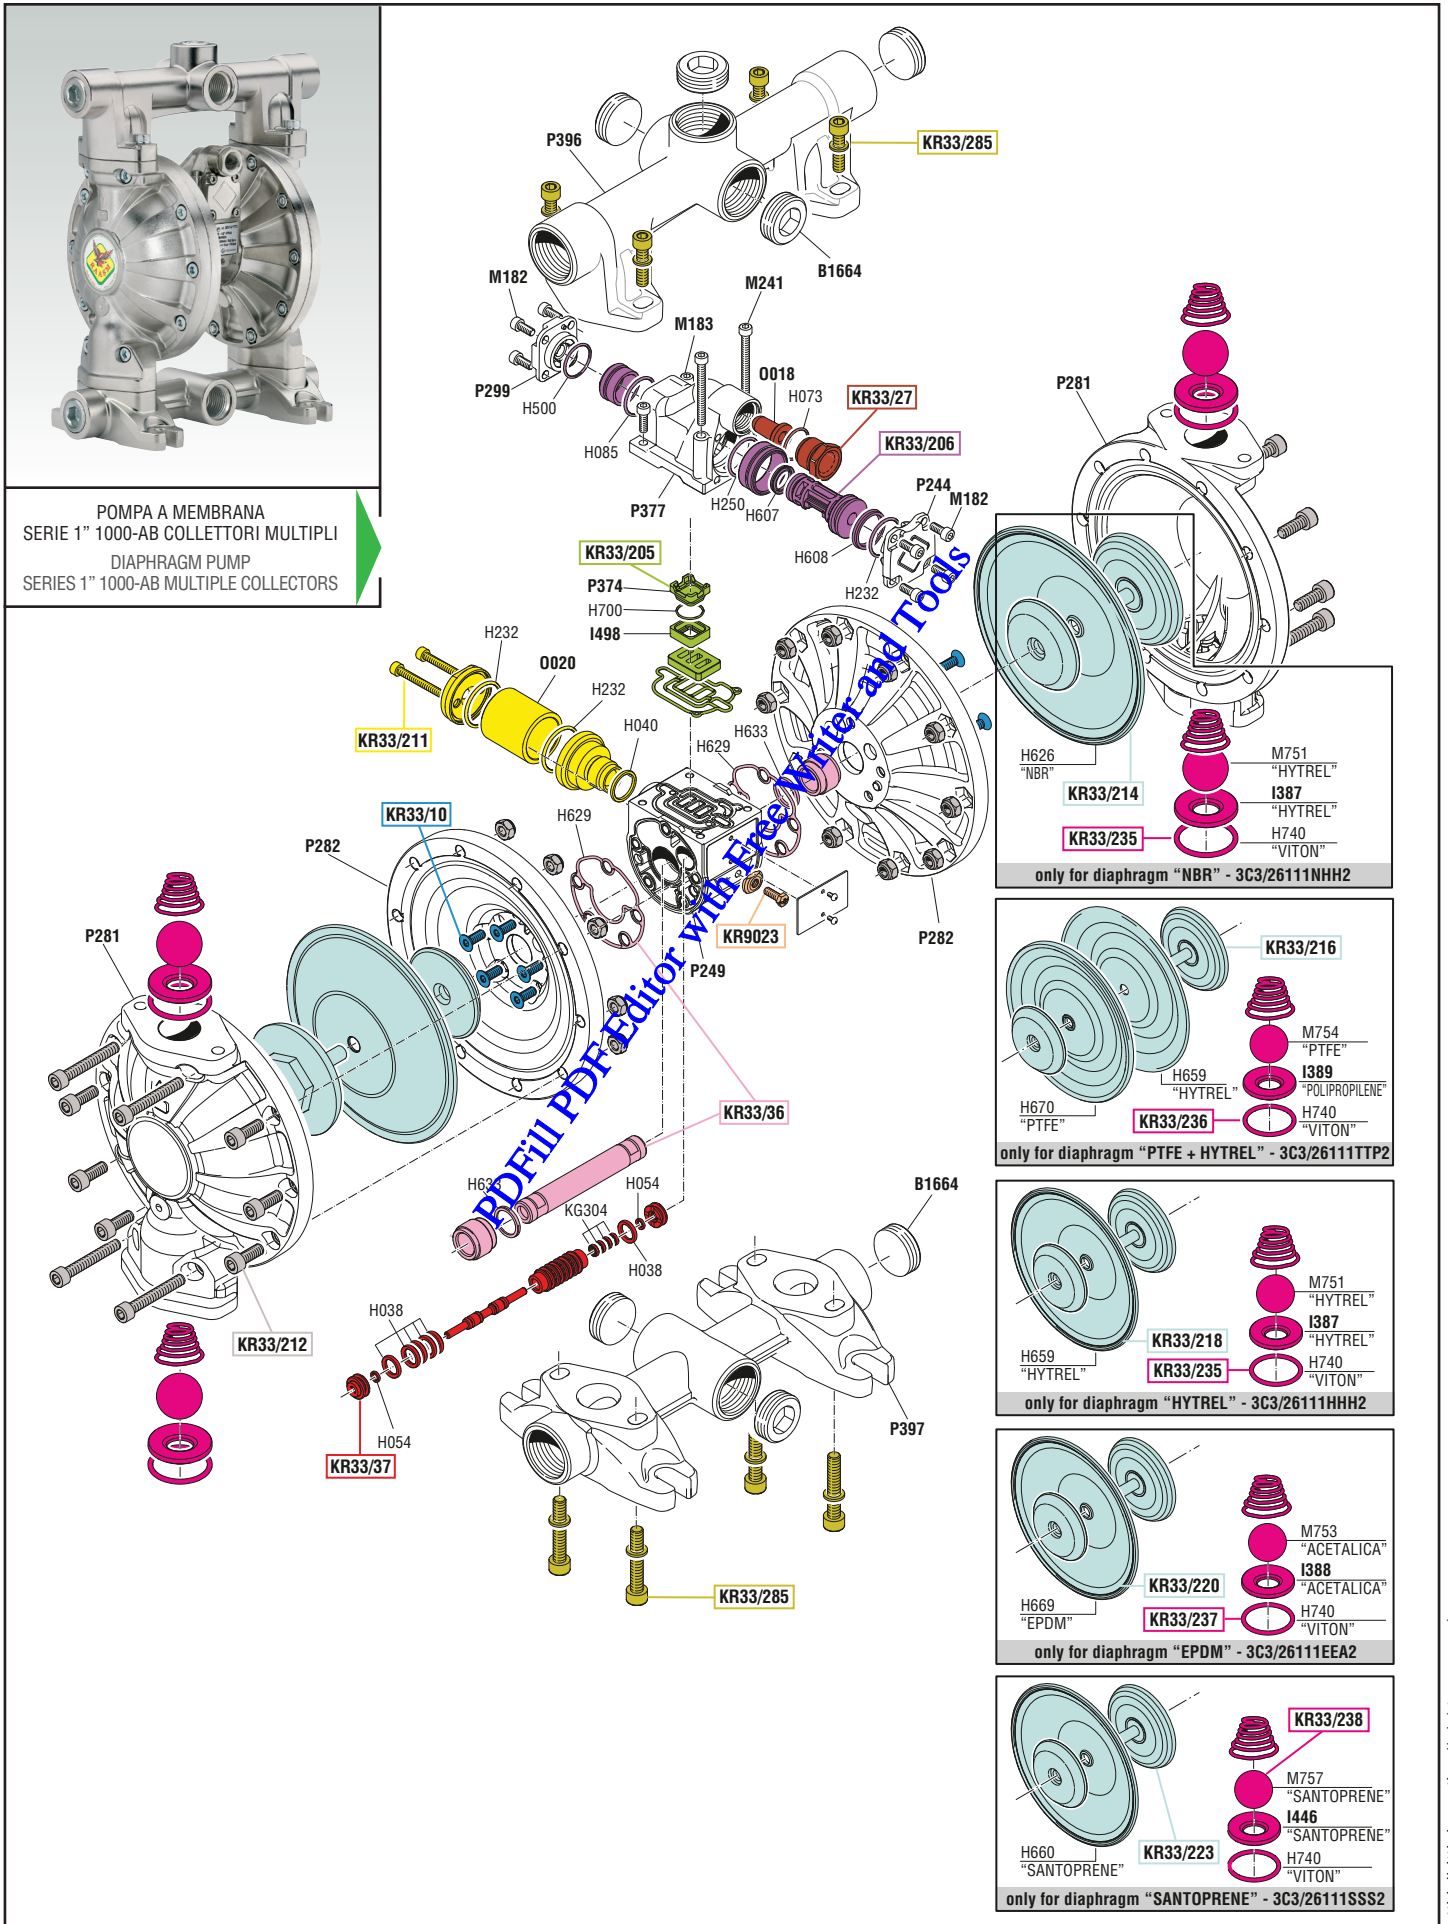 POMPA A MEMBRANA
SERIE 1” 1000-AB COLLETTORI MULTIPLI
DIAPHRAGM PUMP
SERIES 1” 1000-AB MULTIPLE COLLECTORS
P396
KR33/285
B1664
M182
M241
M183
P299
H500
H085
O018
H073
KR33/27
KR33/206
P377
H250
H607
P244
M182
H608
H232
P281
KR33/205
P374
H700
I498
H232
O020
H232
H040
KR33/211
H629
H633
KR33/10
H629
P282
P281
KR9023
P249
P282
H626
“NBR”
KR33/214
M751
“HYTREL”
I387
“HYTREL”
KR33/235
H740
“VITON”
only for diaphragm “NBR” - 3C3/26111NHH2
KR33/216
M754
“PTFE”
H659
“HYTREL”
I389
“POLIPROPILENE”
H670
“PTFE”
KR33/236
H740
“VITON”
only for diaphragm “PTFE + HYTREL” - 3C3/26111TTP2
KR33/36
H633
KG304
H054
H038
B1664
H038
KR33/212
H054
KR33/37
P397
KR33/285
M751
“HYTREL”
KR33/218
I387
“HYTREL”
H659
“HYTREL”
KR33/235
H740
“VITON”
only for diaphragm “HYTREL” - 3C3/26111HHH2
M753
“ACETALICA”
KR33/220
I388
“ACETALICA”
H669
“EPDM”
KR33/237
H740
“VITON”
only for diaphragm “EPDM” - 3C3/26111EEA2
KR33/238
M757
“SANTOPRENE”
I446
“SANTOPRENE”
H660
“SANTOPRENE”
KR33/223
H740
“VITON”
only for diaphragm “SANTOPRENE” - 3C3/26111SSS2
PDFill PDF Editor with Free Writer and Tools